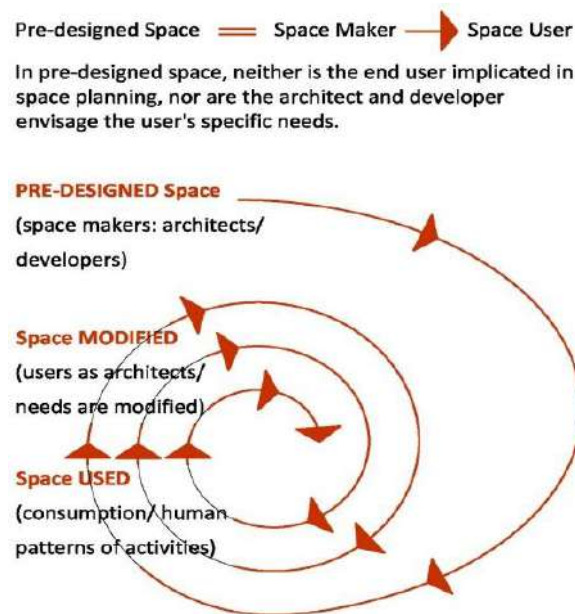 Pre-designed Space Space Maker Space User
In pre-designed space, neither is the end user implicated in
space planning, nor are the architect and developer
envisage the user's specific needs.
PRE-DESIGNED Space
(space makers: architects/
developers)
Space MODIFIED
(users as architects/
needs are modified)
Space USED
(consumption/ human
patterns of activities)